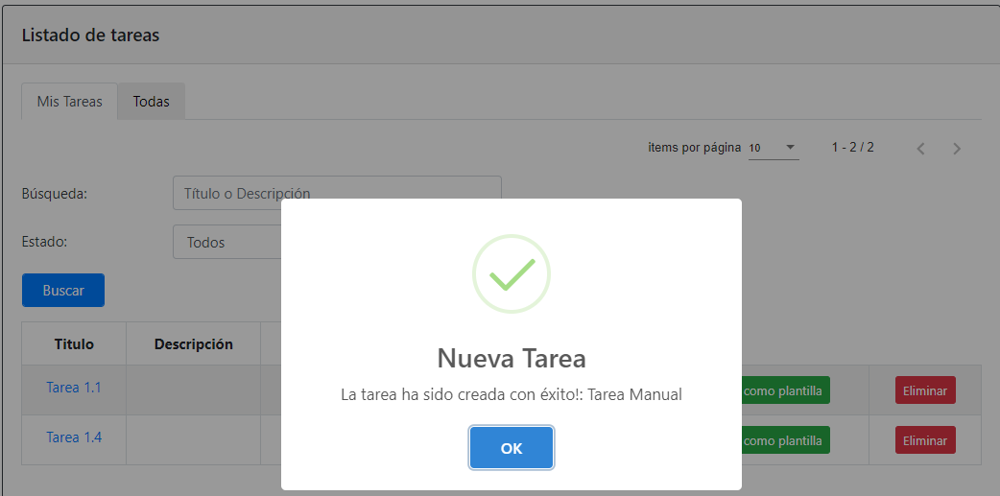 Listado de tareas
Mis Tareas Todas
items por página 10 1 - 2 / 2
Búsqueda: Título o Descripción
Estado: Todos
Buscar
Nueva Tarea
La tarea ha sido creada con éxito!: Tarea Manual
OK
Titulo Descripción
Tarea 1.1 como plantilla Eliminar
Tarea 1.4 como plantilla Eliminar